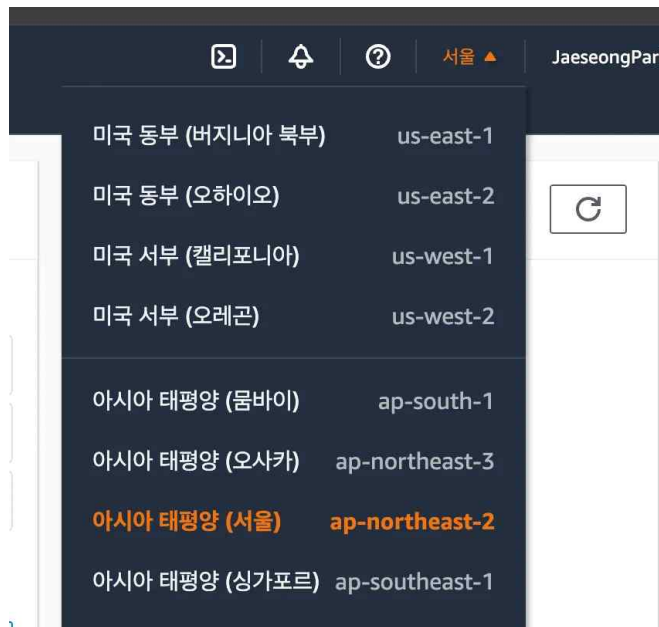 서울 ▲ JaeseongPar
미국 동부 (버지니아 북부) us-east-1
미국 동부 (오하이오) us-east-2
미국 서부 (캘리포니아) us-west-1
미국 서부 (오레곤) us-west-2
아시아 태평양 (뭄바이) ap-south-1
아시아 태평양 (오사카) ap-northeast-3
아시아 태평양 (서울) ap-northeast-2
아시아 태평양 (싱가포르) ap-southeast-1